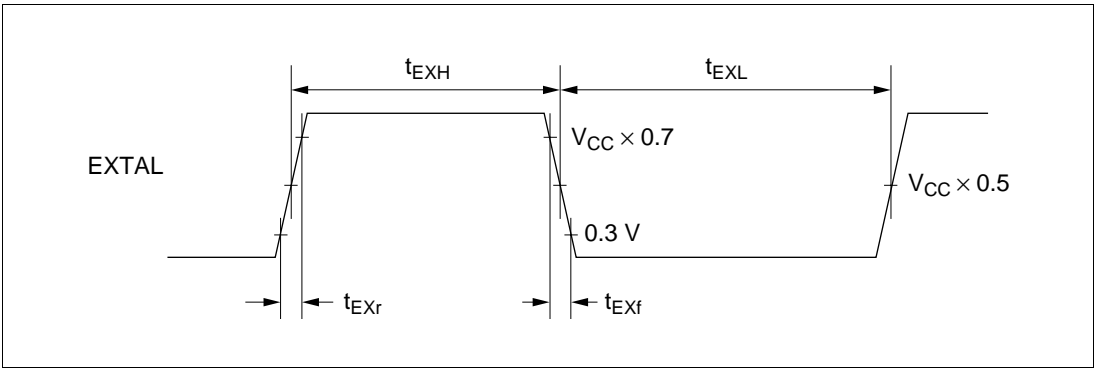 tEXH
tEXL
VCC × 0.7
EXTAL
VCC × 0.5
0.3 V
tEXr
tEXf